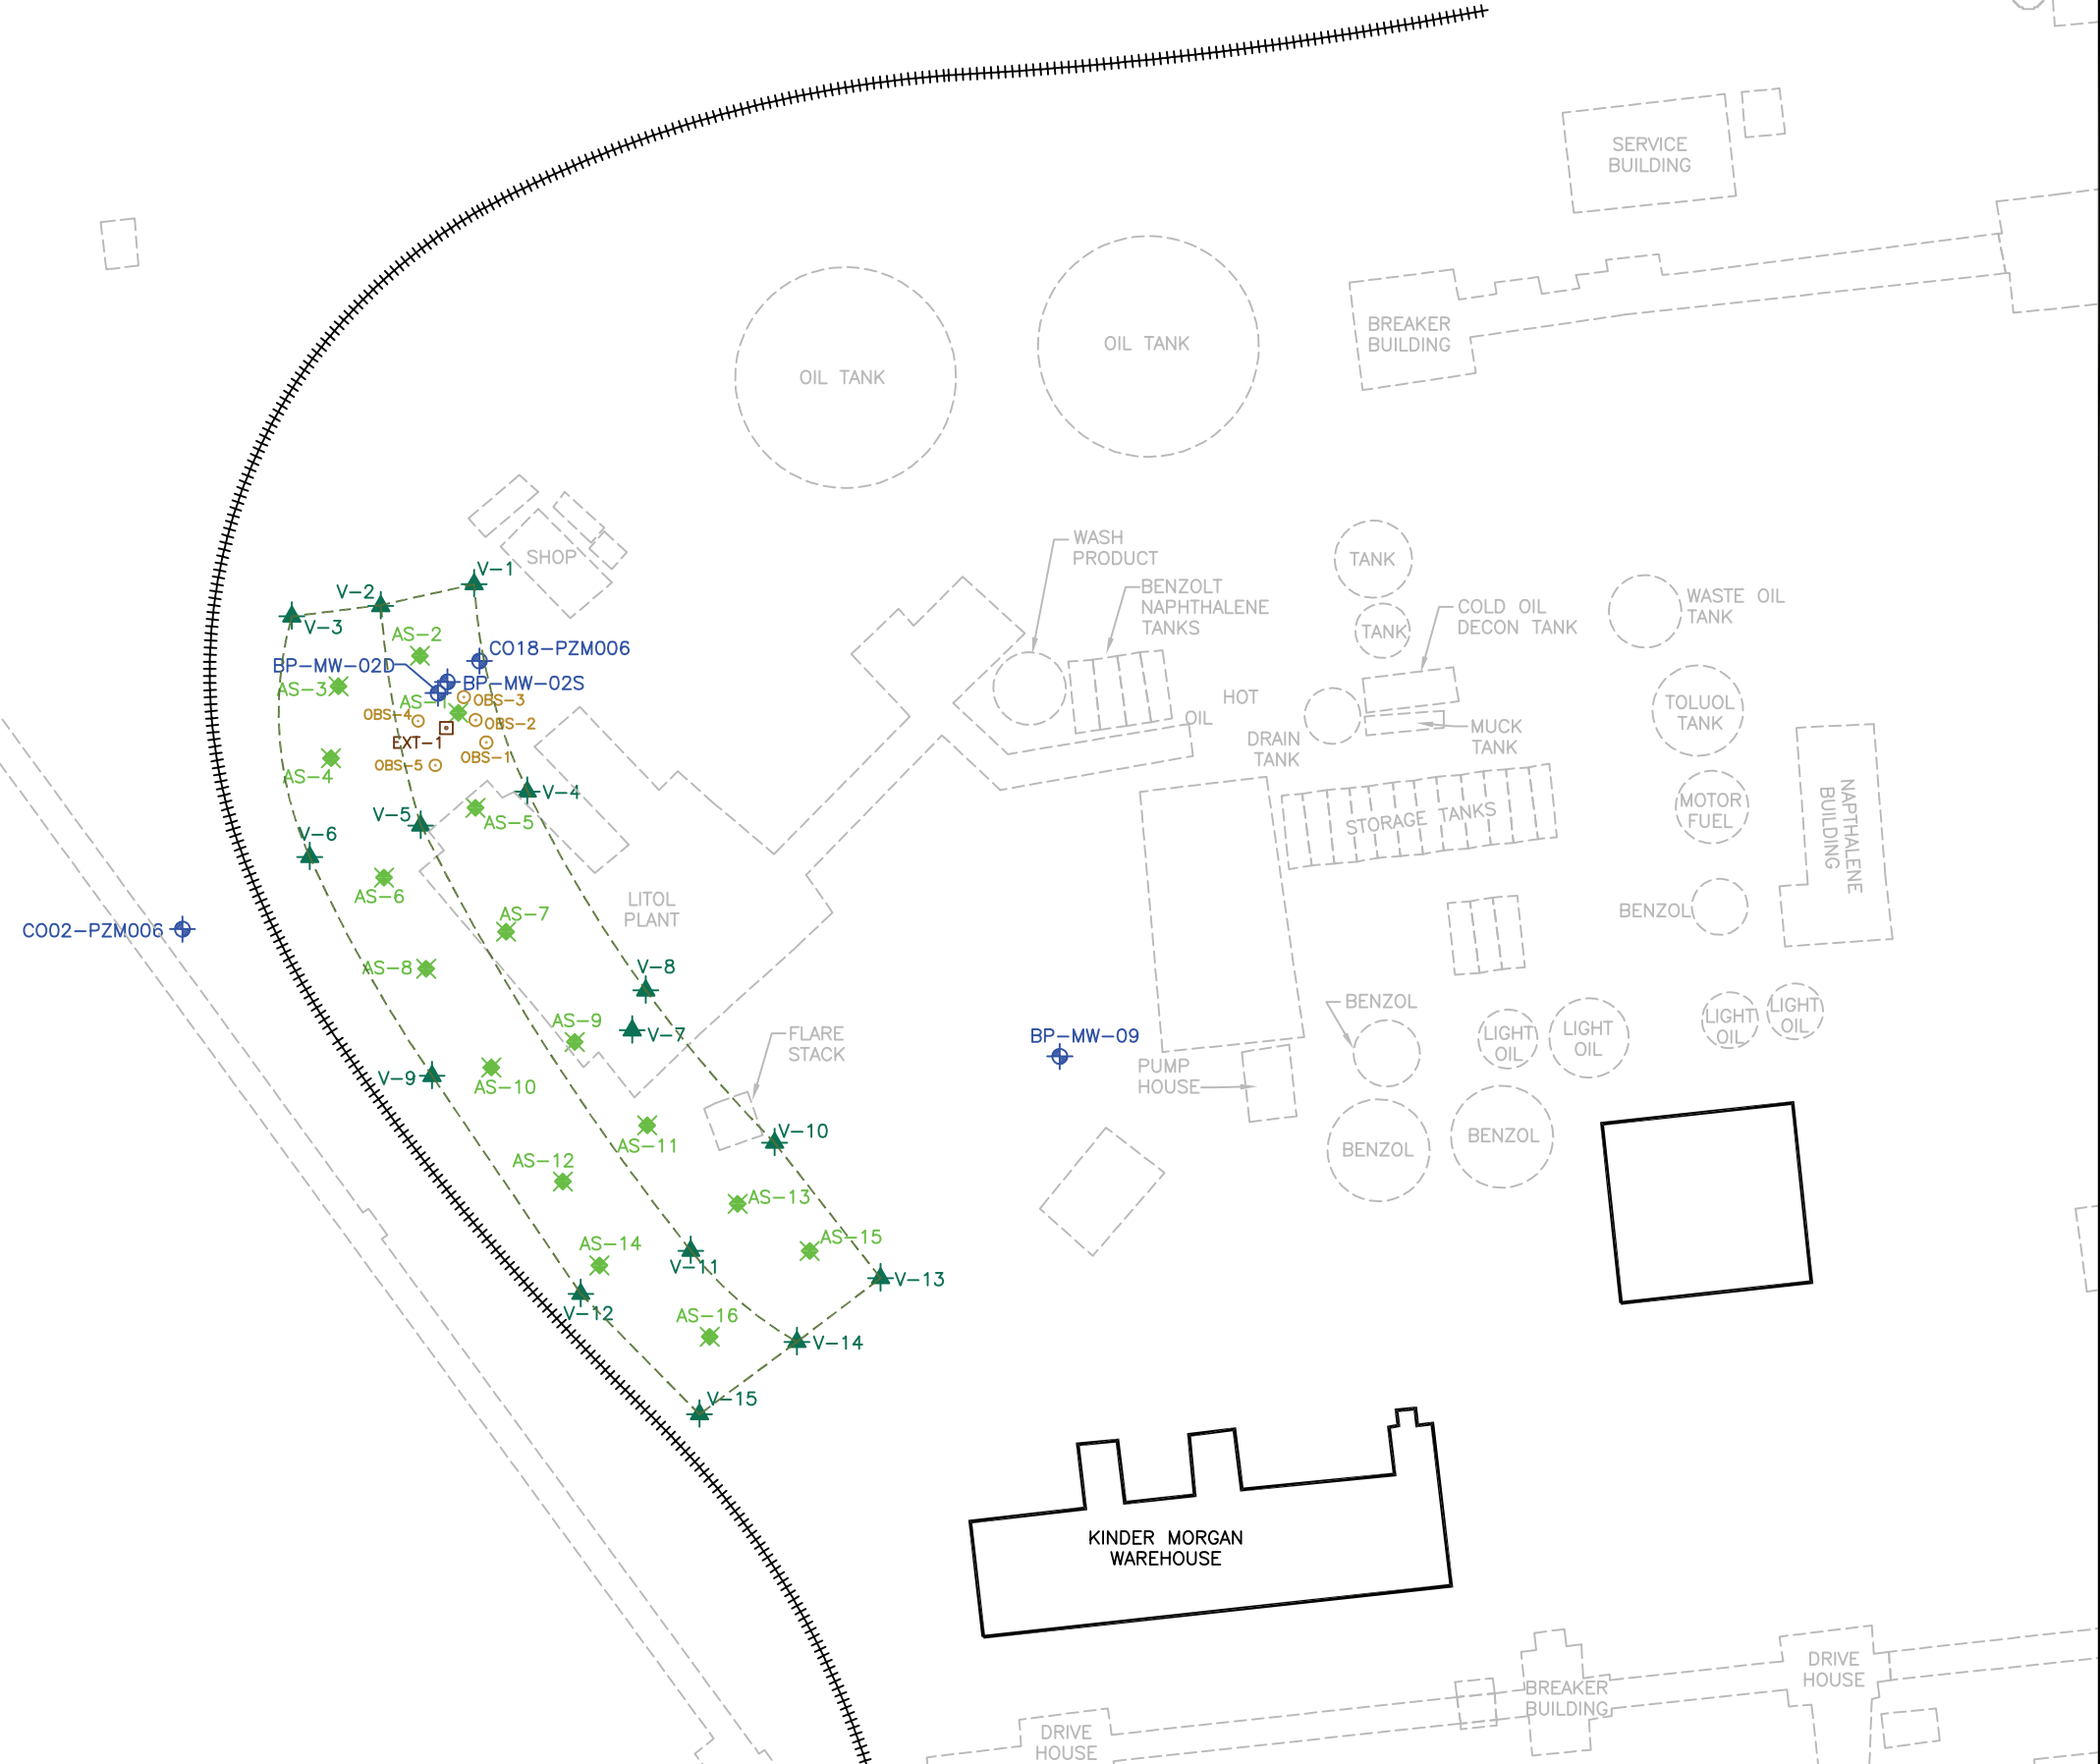 SERVICE
BUILDING
BREAKER
BUILDING
OIL TANK
OIL TANK
SHOP
WASH
PRODUCT
BENZOLT
NAPHTHALENE
TANKS
TANK
TANK
COLD OIL
DECON TANK
WASTE OIL
TANK
V-1
V-2
V-3
AS-2
CO18-PZM006
BP-MW-02D
BP-MW-02S
AS-3
AS-1
OBS-3
OBS-4
OBS-2
EXT-1
OBS-1
OBS-5
AS-4
HOT
OIL
DRAIN
TANK
MUCK
TANK
TOLUOL
TANK
V-4
V-5
AS-5
V-6
STORAGE TANKS
MOTOR
FUEL
NAPTHALENE
BUILDING
AS-6
AS-7
LITOL
PLANT
BENZOL
CO02-PZM006
AS-8
V-8
V-7
AS-9
FLARE
STACK
BP-MW-09
BENZOL
LIGHT
OIL
LIGHT
OIL
LIGHT
OIL
LIGHT
OIL
V-9
AS-10
PUMP
HOUSE
AS-11
V-10
BENZOL
BENZOL
AS-12
AS-13
AS-14
V-11
AS-15
V-12
V-13
AS-16
V-14
V-15
KINDER MORGAN
WAREHOUSE
BREAKER
BUILDING
DRIVE
HOUSE
DRIVE
HOUSE